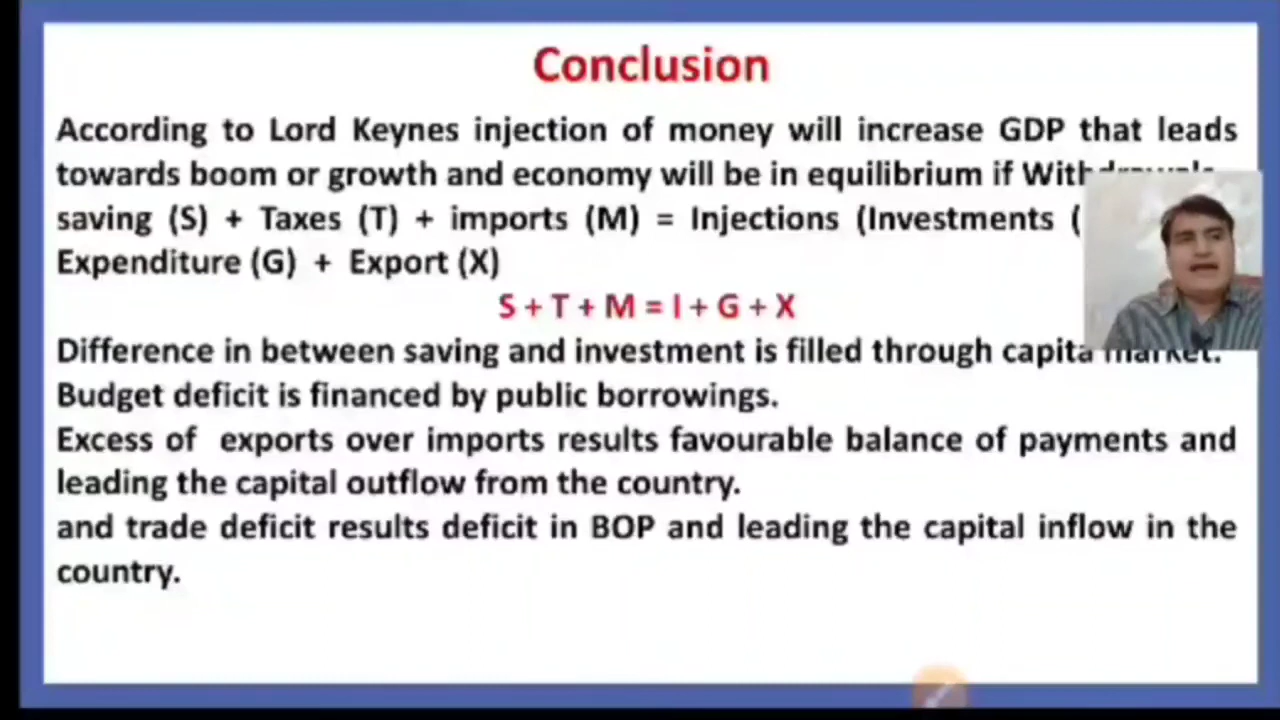 Conclusion
According to Lord Keynes injection of money will increase GDP that leads
towards boom or growth and economy will be in equilibrium if
saving (S) + Taxes (T) + imports (M) = Injections (Investments (
Expenditure (G) + Export (X)
S + T + M = I + G + X
Difference in between saving and investment is filled through capita market.
Budget deficit is financed by public borrowings.
Excess of exports over imports results favourable balance of payments and
leading the capital outflow from the country.
and trade deficit results deficit in BOP and leading the capital inflow in the
country.